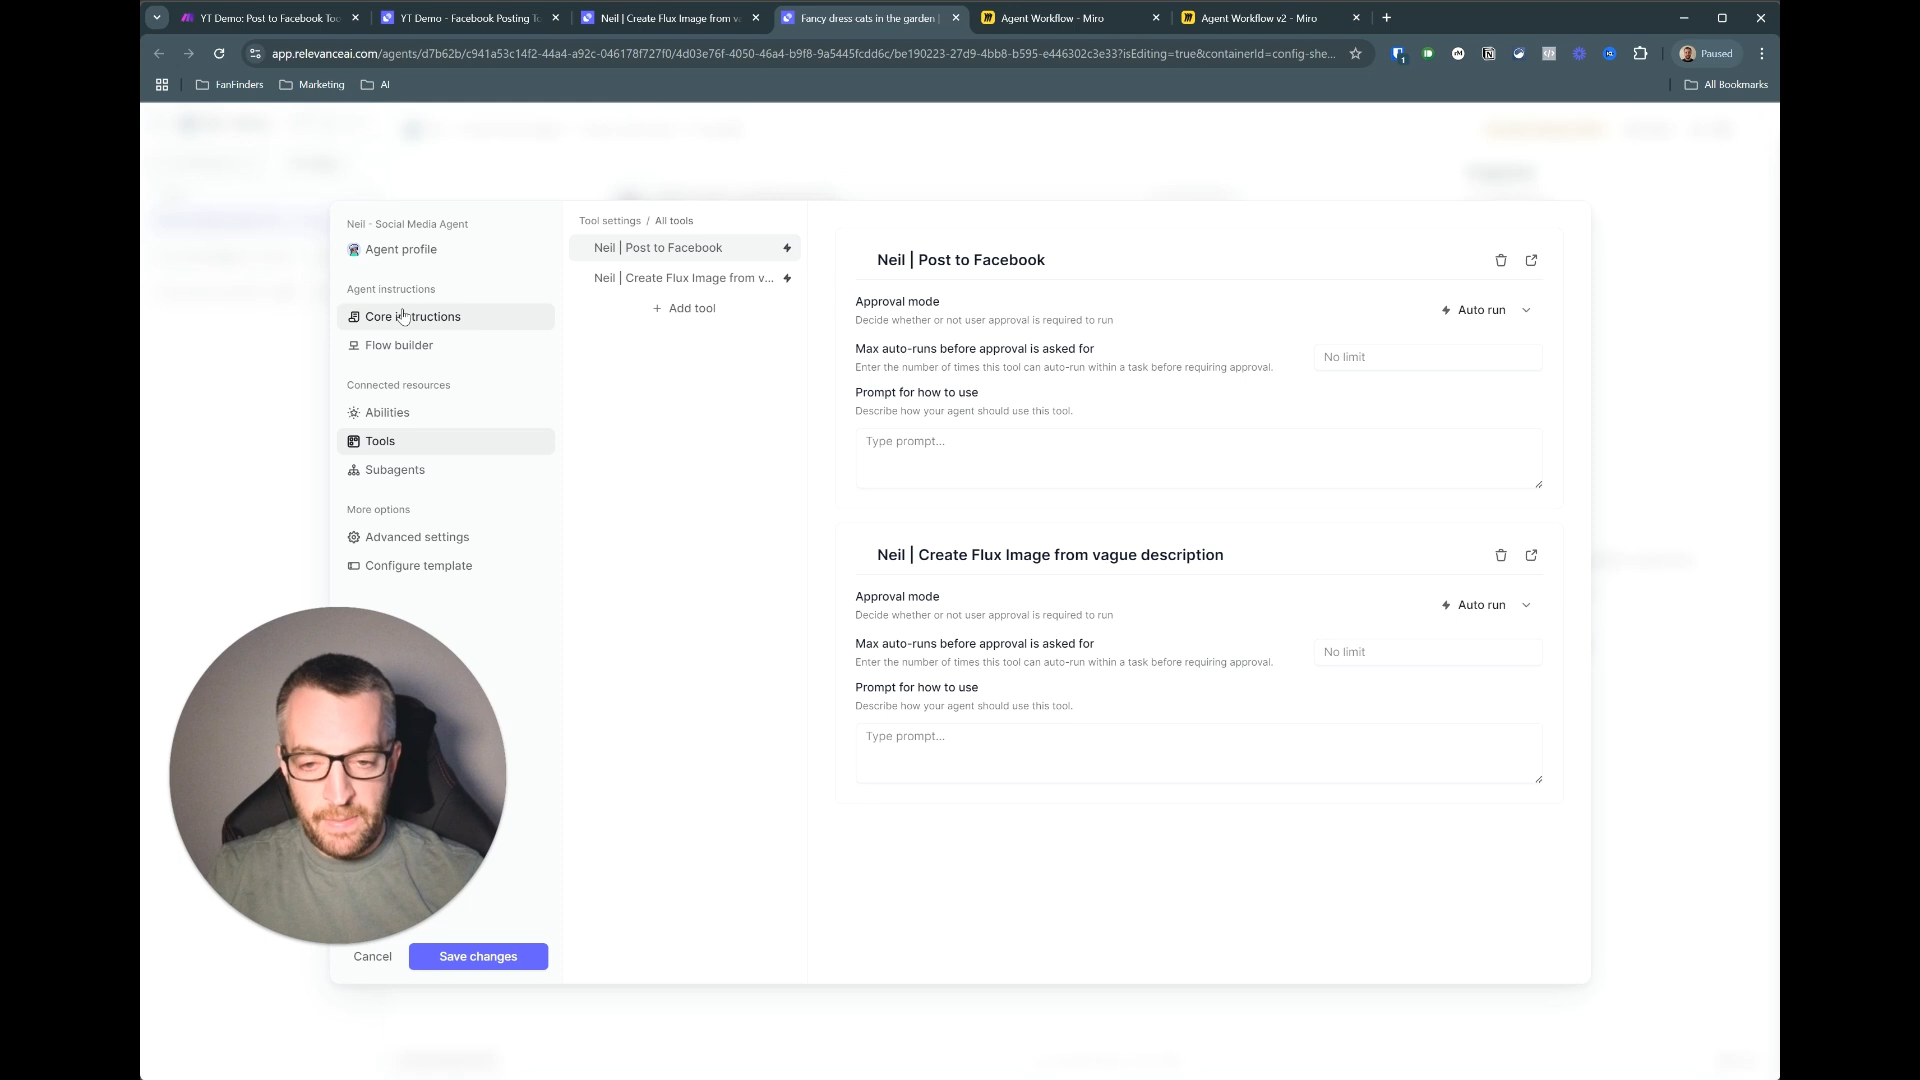 YT Demo: Post to Facebook Too
YT Demo - Facebook Posting To
Neil | Create Flux Image from va
Fancy dress cats in the garden |
Agent Workflow - Miro
Agent Workflow v2 - Miro
app.relevanceai.com/agents/d7b62b/c941a53c14f2-44a4-a92c-046178f727f0/4d03e76f-4050-46a4-b9f8-9a5445fcdd6c/be190223-27d9-4bb8-b595-e446302c3e33?isEditing=true&containerId=config-she...
1
Paused
FanFinders
Marketing
AI
All Bookmarks
Neil - Social Media Agent
Agent profile
Agent instructions
Core instructions
Flow builder
Connected resources
Abilities
Tools
Subagents
More options
Advanced settings
Configure template
Cancel
Save changes
Tool settings / All tools
Neil | Post to Facebook
Neil | Create Flux Image from v...
+ Add tool
Neil | Post to Facebook
Approval mode
Decide whether or not user approval is required to run
Auto run
Max auto-runs before approval is asked for
Enter the number of times this tool can auto-run within a task before requiring approval.
No limit
Prompt for how to use
Describe how your agent should use this tool.
Type prompt...
Neil | Create Flux Image from vague description
Approval mode
Decide whether or not user approval is required to run
Auto run
Max auto-runs before approval is asked for
Enter the number of times this tool can auto-run within a task before requiring approval.
No limit
Prompt for how to use
Describe how your agent should use this tool.
Type prompt...